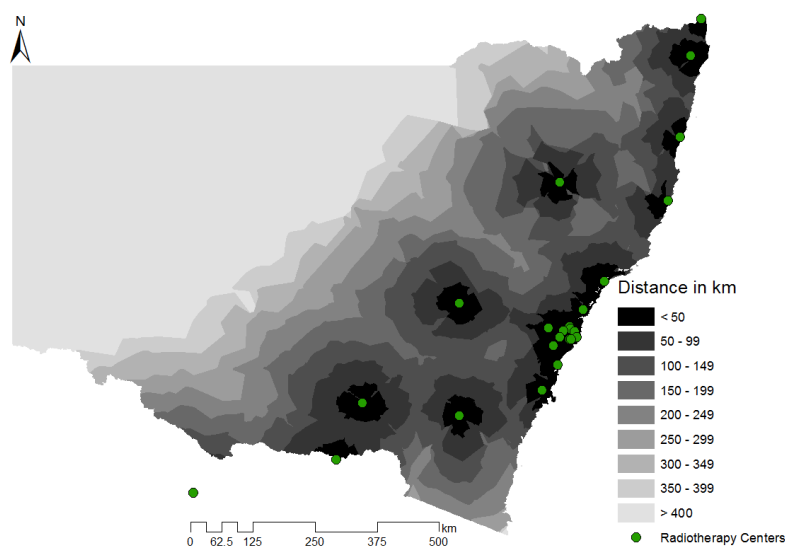 N
Distance in km
< 50
50 - 99
100 - 149
150 - 199
200 - 249
250 - 299
300 - 349
350 - 399
> 400
Radiotherapy Centers
km
0 62.5 125 250 375 500